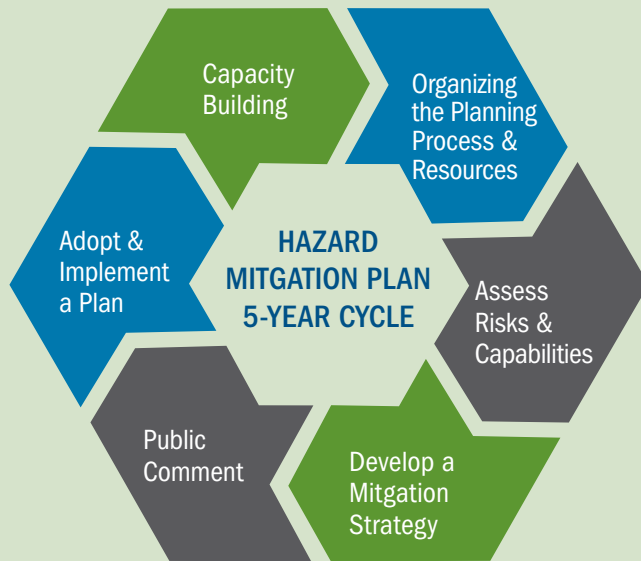 Capacity
Building
Organizing
the Planning
Process &
Resources
Assess
Risks &
Capabilities
Develop a
Mitigation
Strategy
Public
Comment
Adopt &
Implement
a Plan
HAZARD
MITGATION PLAN
5-YEAR CYCLE